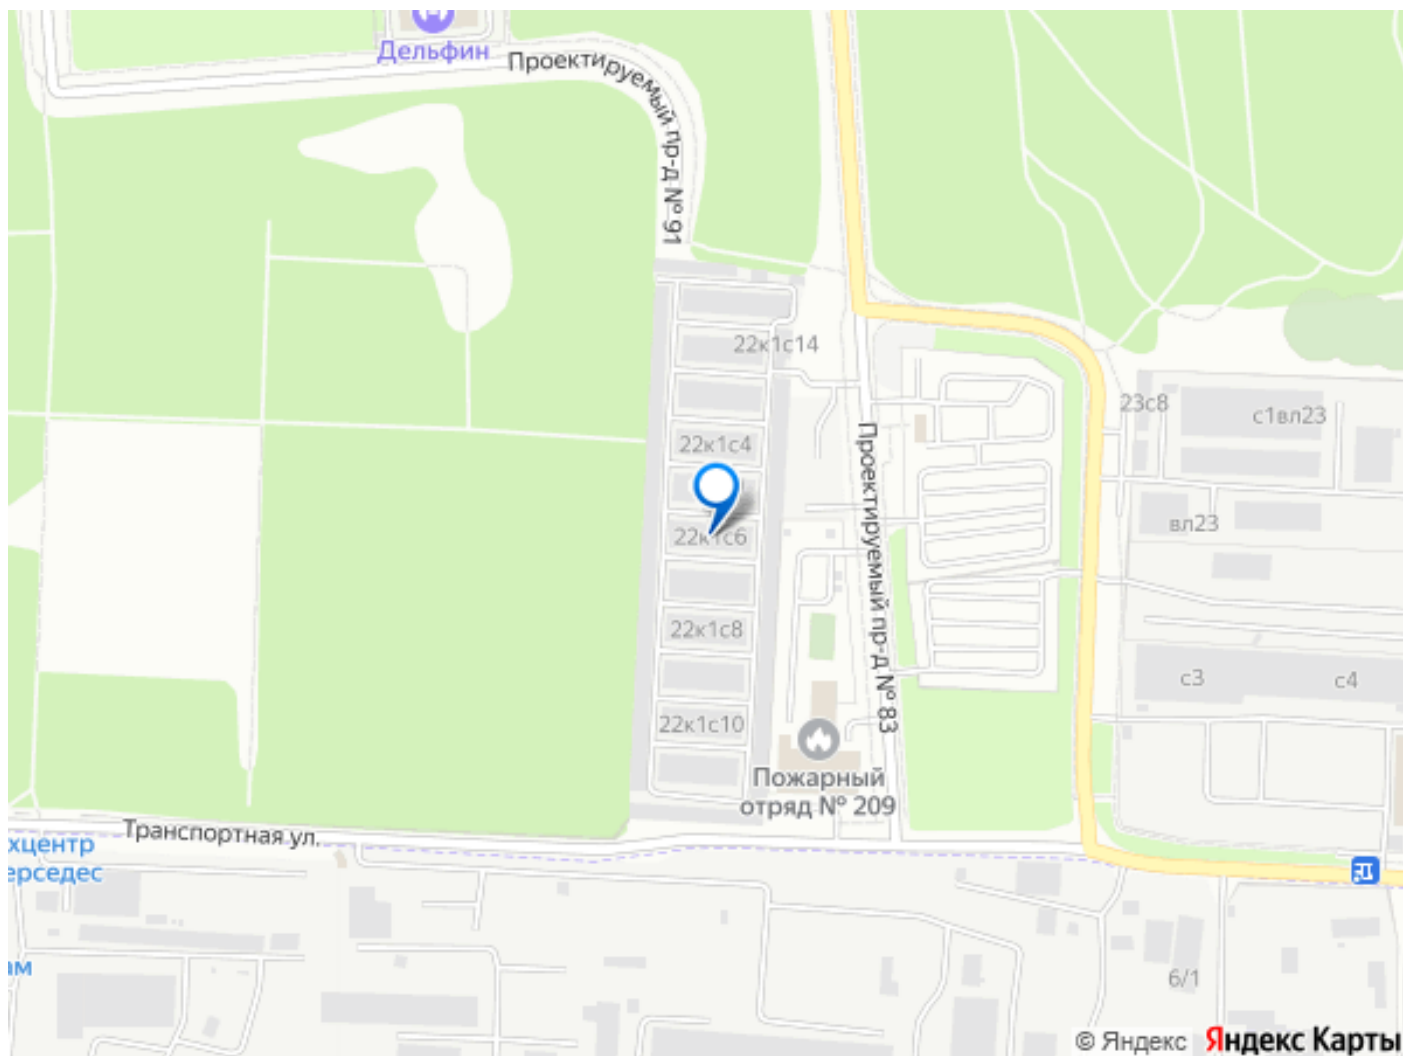 Дельфин
Проектируемый пр-д № 91
22к1с14
23с8
с1вл23
22к1с4
Проектируемый пр-д № 83
вл23
22к1с6
22к1с8
с3
с4
22к1с10
Пожарный
отряд № 209
Транспортная ул.
хцентр
ерседес
ам
6/1
© Яндекс
Яндекс Карты